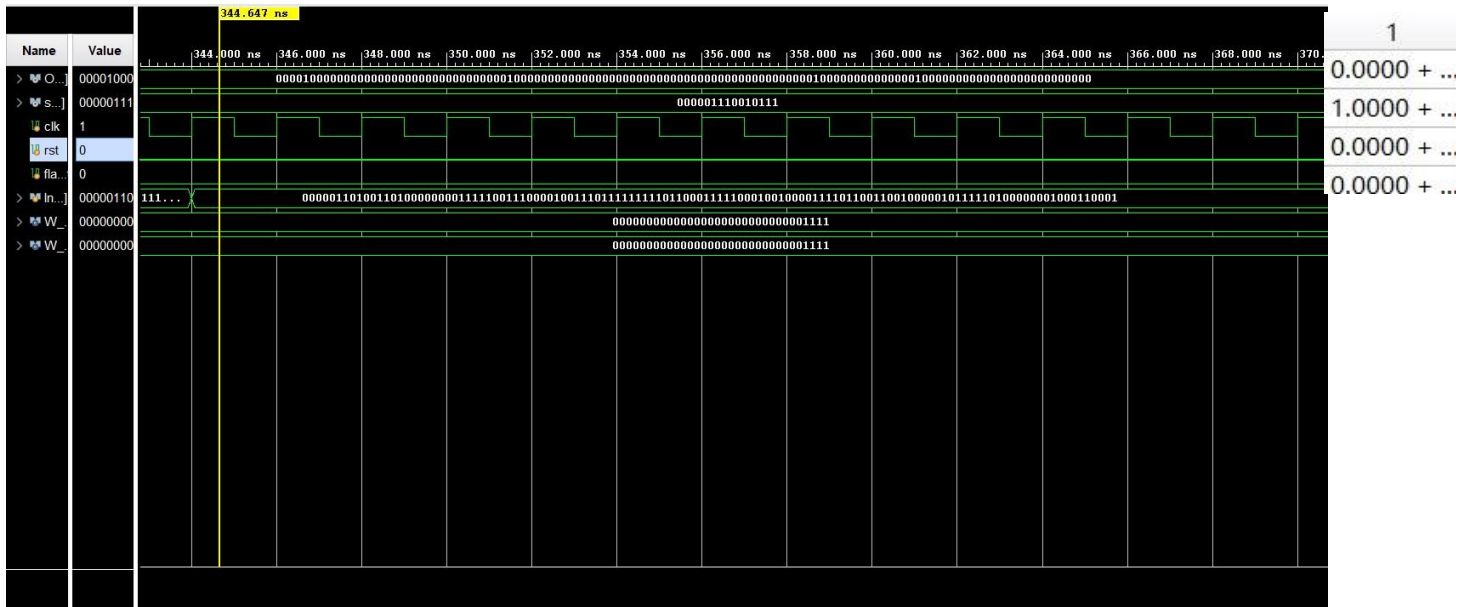 344.647 ns
Name Value
344.000 ns 346.000 ns 348.000 ns 350.000 ns 352.000 ns 354.000 ns 356.000 ns 358.000 ns 360.000 ns 362.000 ns 364.000 ns 366.000 ns 368.000 ns 370.
> O...] 00001000
> s...] 00000111 000001110010111
clk 1
rst 0
fla... 0
> In...] 00000110 111...
> W_. 00000000 00000000000000000000000000001111
> W_. 00000000 00000000000000000000000000001111
1
0.0000 + ...
1.0000 + ...
0.0000 + ...
0.0000 + ...